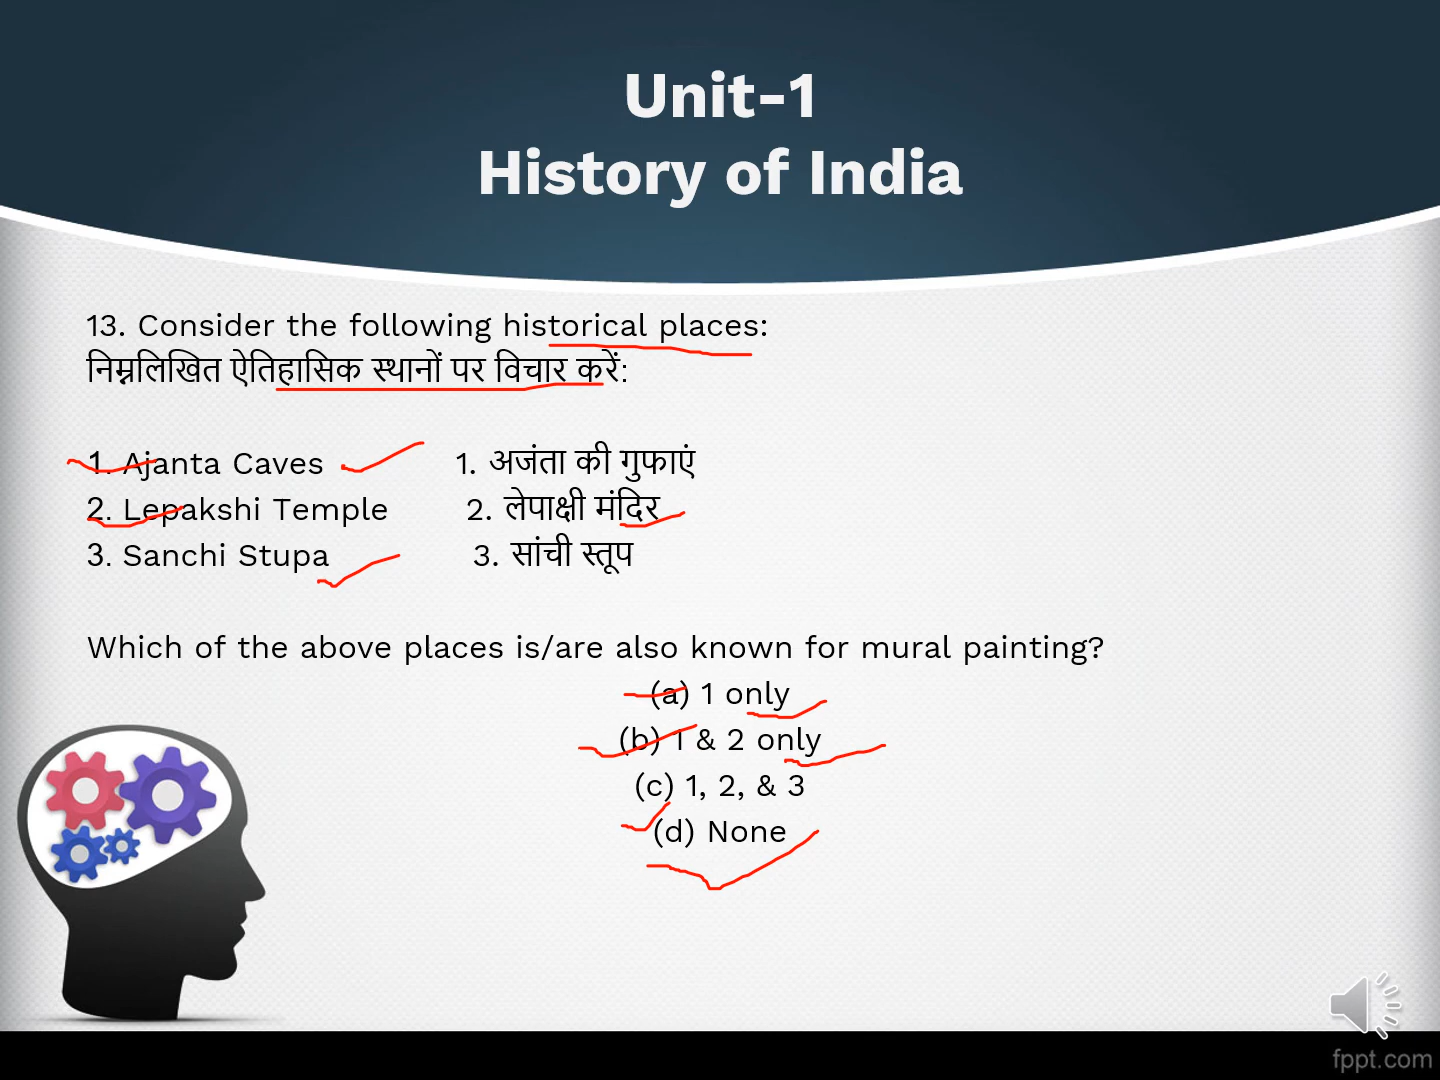 Unit-1
History of India
13. Consider the following historical places:
निम्नलिखित ऐतिहासिक स्थानों पर विचार करें:
1. Ajanta Caves 1. अजंता की गुफाएं
2. Lepakshi Temple 2. लेपाक्षी मंदिर
3. Sanchi Stupa 3. सांची स्तूप
Which of the above places is/are also known for mural painting?
(a) 1 only
(b) 1 & 2 only
(c) 1, 2, & 3
(d) None
fppt.com